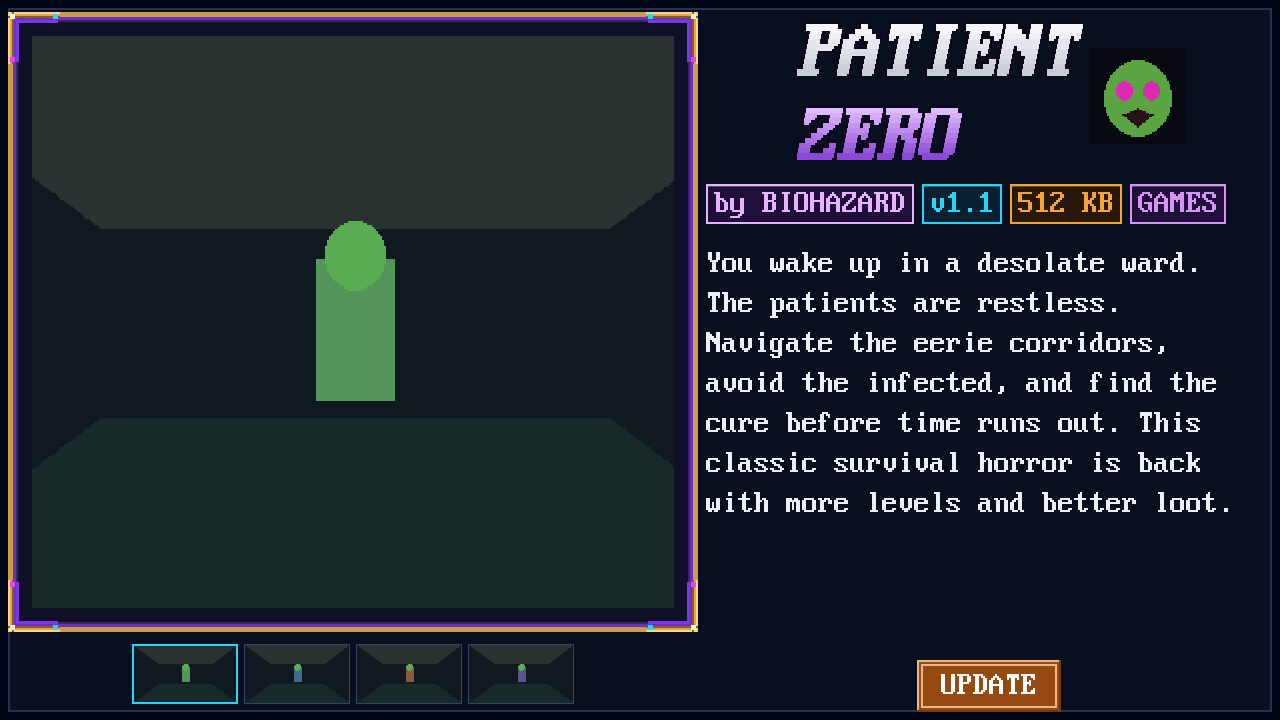 PATIENT
ZERO
by BIOHAZARD v1.1 512 KB GAMES
You wake up in a desolate ward.
The patients are restless.
Navigate the eerie corridors,
avoid the infected, and find the
cure before time runs out. This
classic survival horror is back
with more levels and better loot.
UPDATE